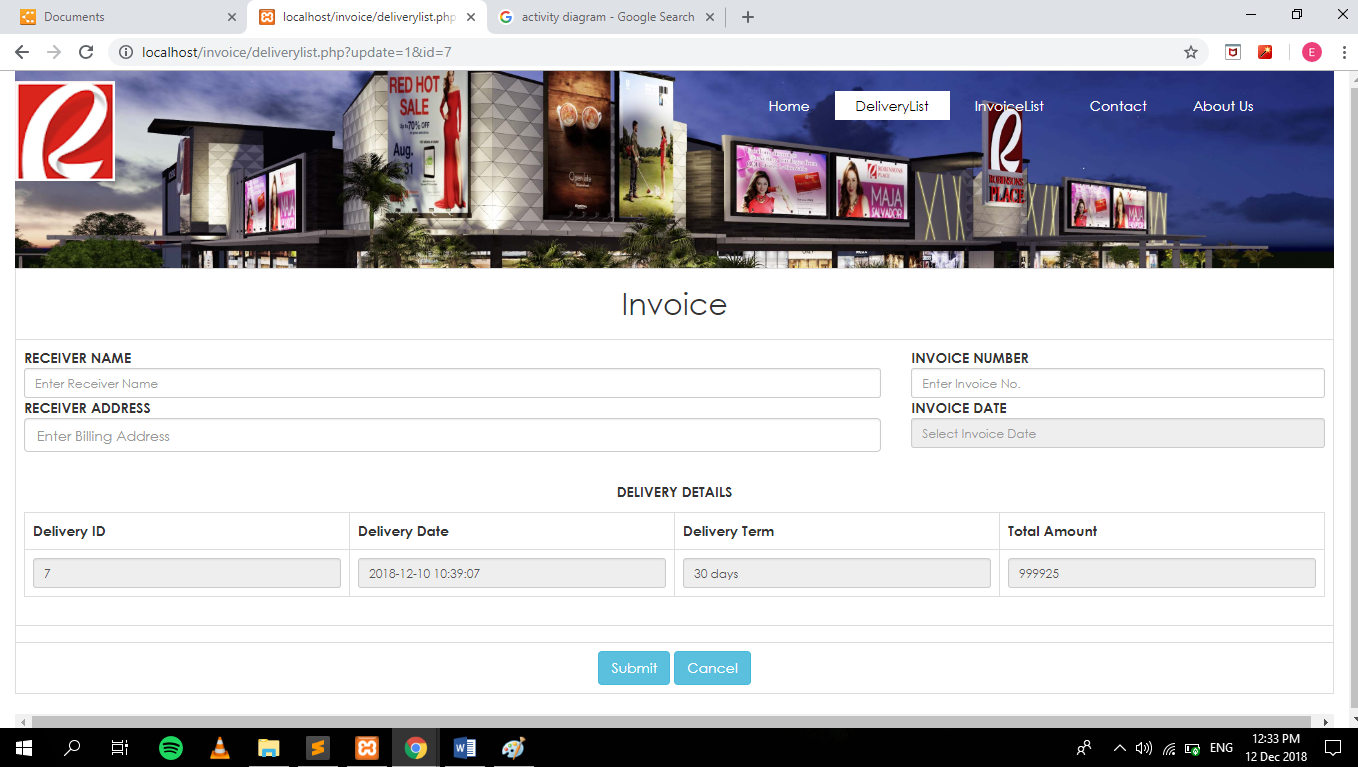 Documents
localhost/invoice/deliverylist.php
activity diagram - Google Search
localhost/invoice/deliverylist.php?update=1&id=7
E
Home
DeliveryList
InvoiceList
Contact
About Us
RED HOT
SALE
Up to 70% OFF
Aug.
31
MAJA
SALVADOR
ROBINSONS
PLACE
Invoice
RECEIVER NAME
Enter Receiver Name
INVOICE NUMBER
Enter Invoice No.
RECEIVER ADDRESS
Enter Billing Address
INVOICE DATE
Select Invoice Date
DELIVERY DETAILS
Delivery ID
Delivery Date
Delivery Term
Total Amount
7
2018-12-10 10:39:07
30 days
999925
Submit
Cancel
ENG
12:33 PM
12 Dec 2018